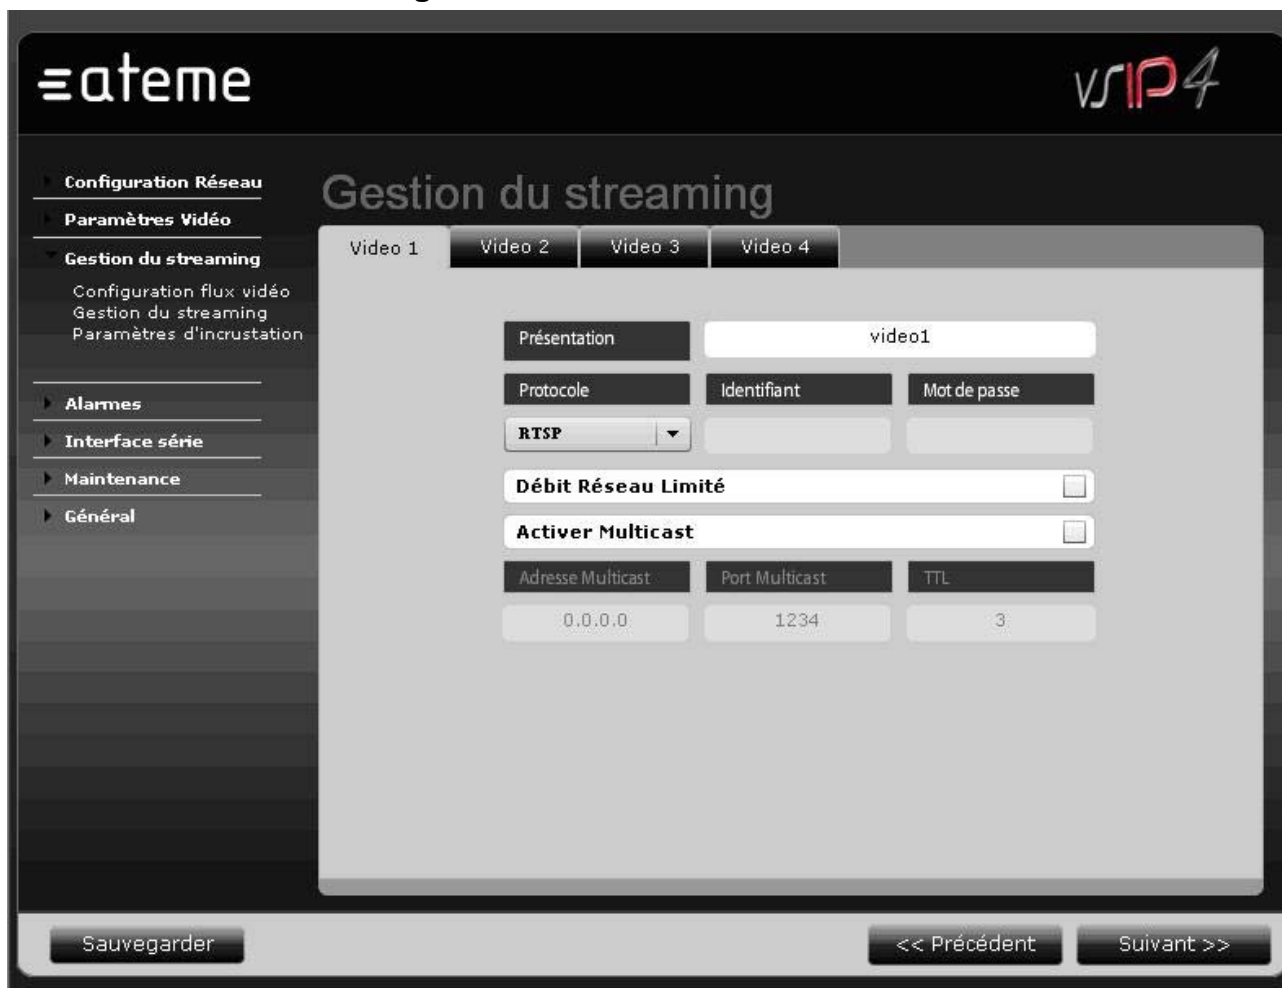 ateme
vsIP4
Configuration Réseau
Paramètres Vidéo
Gestion du streaming
Configuration flux vidéo
Gestion du streaming
Paramètres d'incrustation
Alarmes
Interface série
Maintenance
Général
Gestion du streaming
Video 1
Video 2
Video 3
Video 4
Présentation
video1
Protocole
Identifiant
Mot de passe
RTSP
Débit Réseau Limité
Activer Multicast
Adresse Multicast
Port Multicast
TTL
0.0.0.0
1234
3
Sauvegarder
<< Précédent
Suivant >>